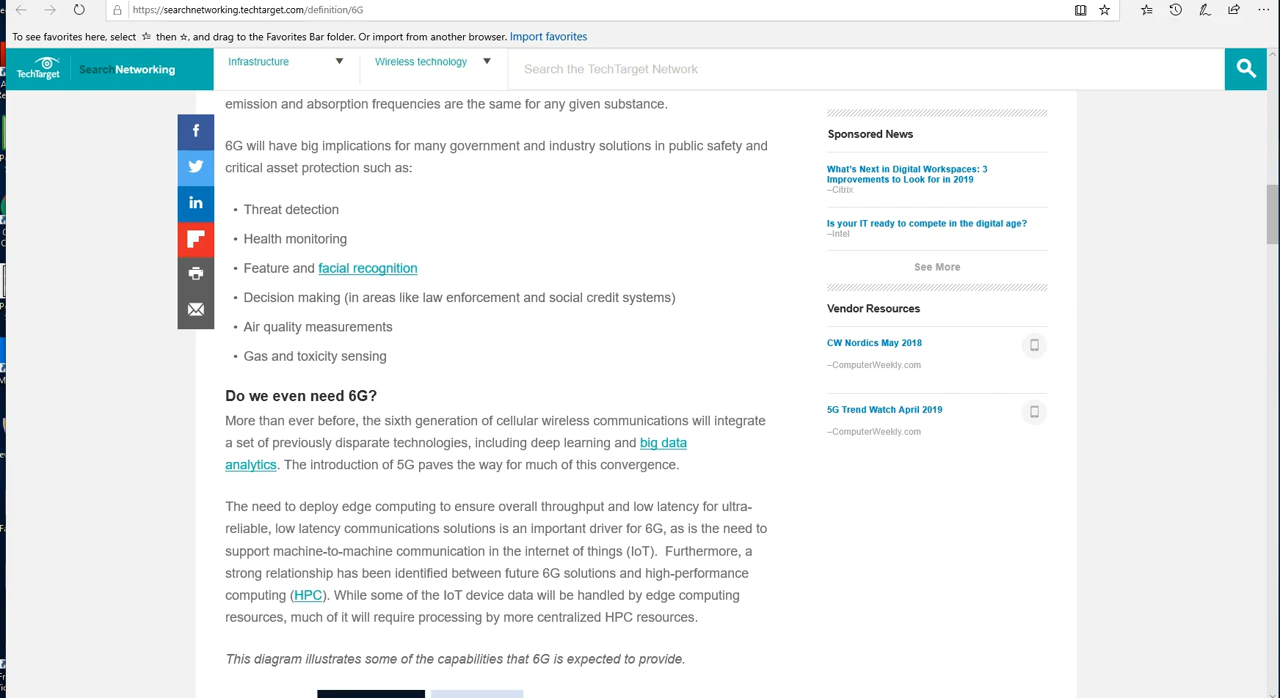 https://searchnetworking.techtarget.com/definition/6G
To see favorites here, select ☆ then ☆, and drag to the Favorites Bar folder. Or import from another browser. Import favorites
TechTarget
SearchNetworking
Infrastructure
Wireless technology
Search the TechTarget Network
emission and absorption frequencies are the same for any given substance.
6G will have big implications for many government and industry solutions in public safety and
critical asset protection such as:
• Threat detection
• Health monitoring
• Feature and facial recognition
• Decision making (in areas like law enforcement and social credit systems)
• Air quality measurements
• Gas and toxicity sensing
Do we even need 6G?
More than ever before, the sixth generation of cellular wireless communications will integrate
a set of previously disparate technologies, including deep learning and big data
analytics. The introduction of 5G paves the way for much of this convergence.
The need to deploy edge computing to ensure overall throughput and low latency for ultra-
reliable, low latency communications solutions is an important driver for 6G, as is the need to
support machine-to-machine communication in the internet of things (IoT).  Furthermore, a
strong relationship has been identified between future 6G solutions and high-performance
computing (HPC). While some of the IoT device data will be handled by edge computing
resources, much of it will require processing by more centralized HPC resources.
This diagram illustrates some of the capabilities that 6G is expected to provide.
Sponsored News
What's Next in Digital Workspaces: 3
Improvements to Look for in 2019
–Citrix
Is your IT ready to compete in the digital age?
–Intel
See More
Vendor Resources
CW Nordics May 2018
–ComputerWeekly.com
5G Trend Watch April 2019
–ComputerWeekly.com